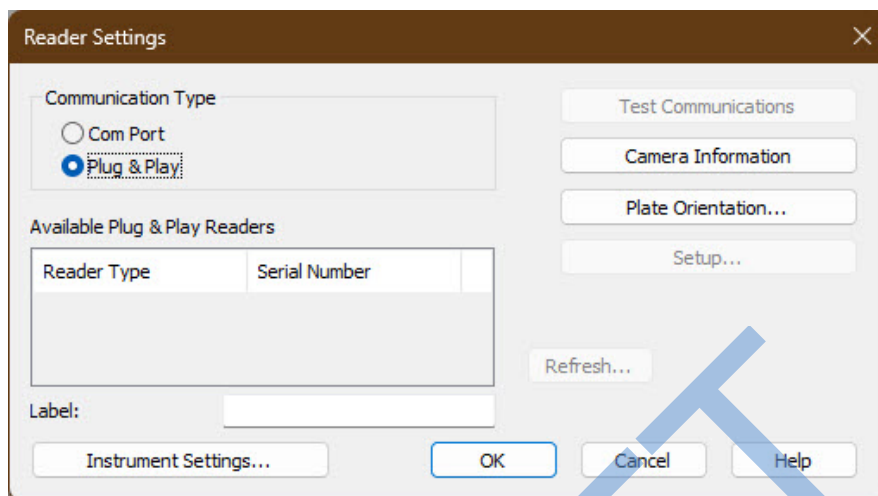 Reader Settings
Communication Type
Com Port
Plug & Play
Test Communications
Camera Information
Plate Orientation...
Setup...
Available Plug & Play Readers
Reader Type Serial Number
Refresh...
Label:
Instrument Settings... OK Cancel Help